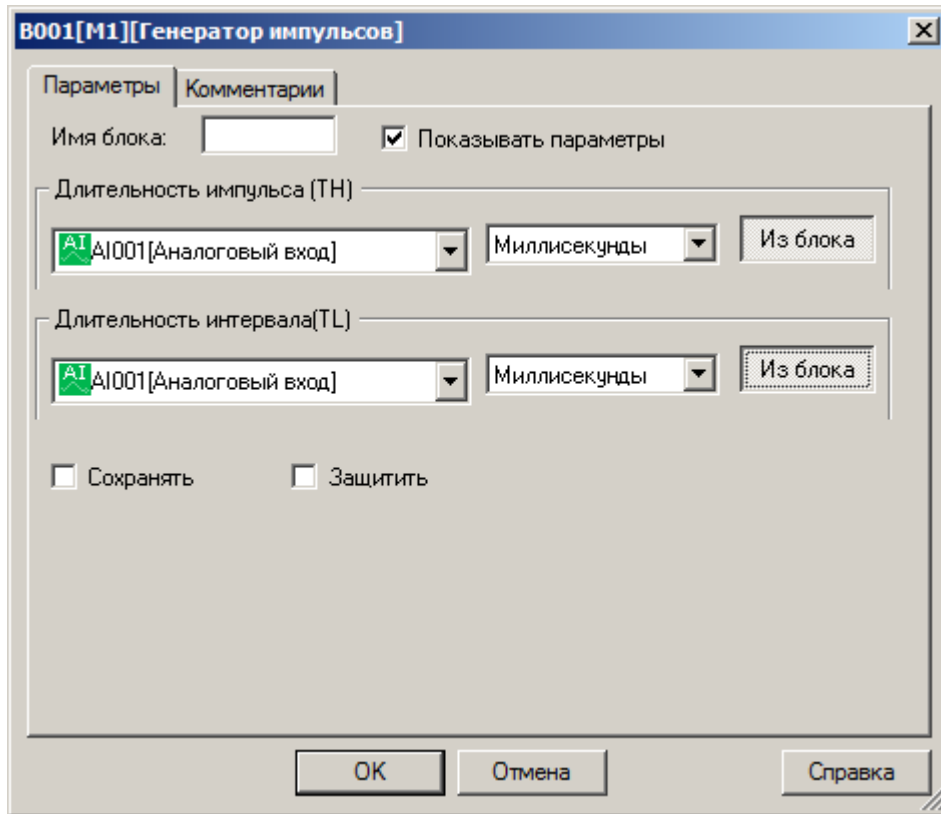 B001[M1][Генератор импульсов]
Параметры Комментарии
Имя блока: Показывать параметры
Длительность импульса (TH)
AI AI001[Аналоговый вход] Миллисекунды Из блока
Длительность интервала(TL)
AI AI001[Аналоговый вход] Миллисекунды Из блока
Сохранять Защитить
OK Отмена Справка